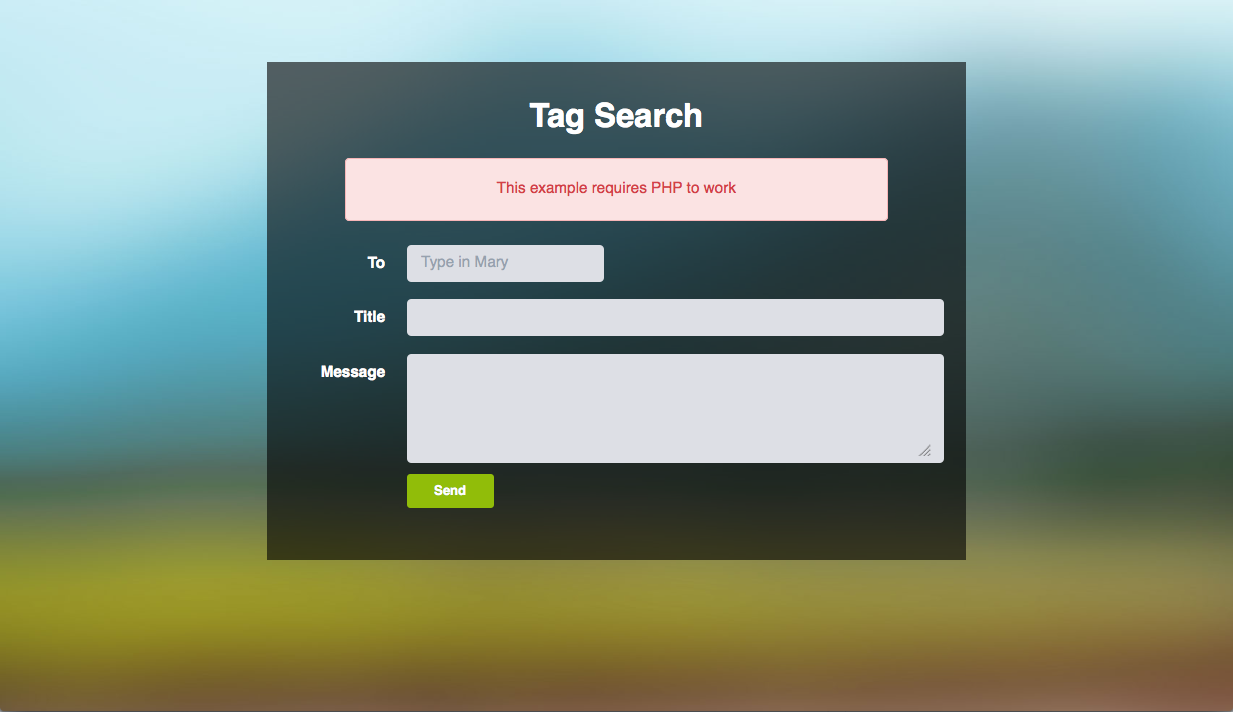 Tag Search
This example requires PHP to work
To
Type in Mary
Title
Message
Send